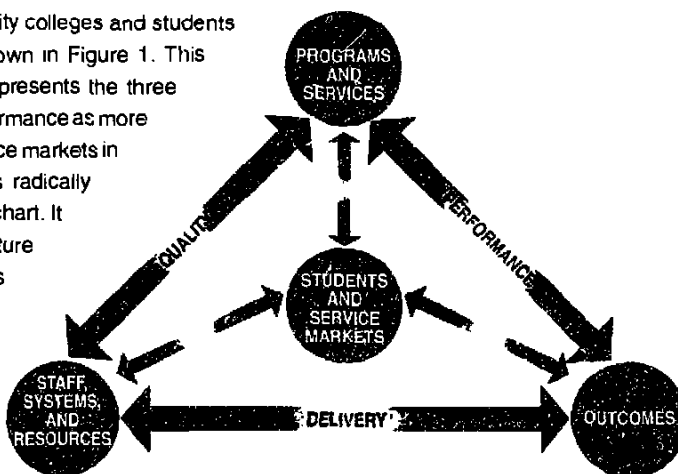 ity colleges and students
own in Figure 1. This
presents the three
rmance as more
ce markets in
s radically
chart. It
ture
s
PROGRAMS
AND
SERVICES
QUALITY
PERFORMANCE
STUDENTS
AND
SERVICE
MARKETS
STAFF,
SYSTEMS,
AND
RESOURCES
DELIVERY
OUTCOMES